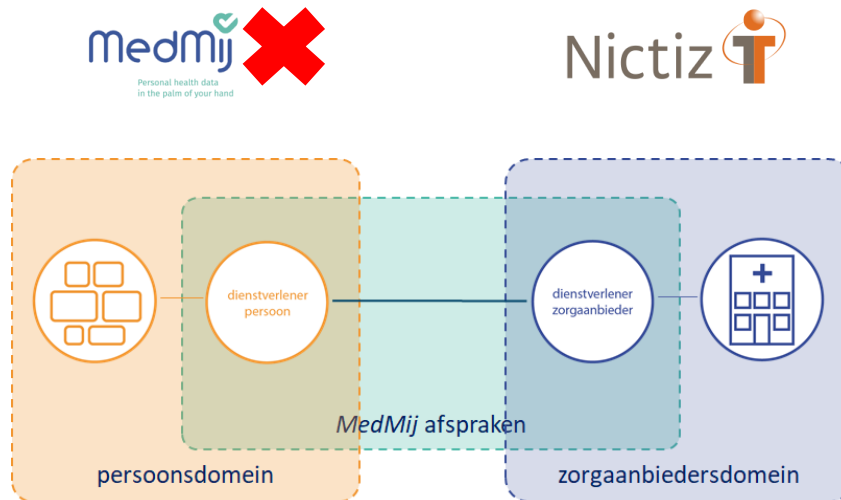 MedMij
Personal health data
in the palm of your hand
Nictiz
dienstverlener
persoon
dienstverlener
zorgaanbieder
MedMij afspraken
persoonsdomein
zorgaanbiedersdomein